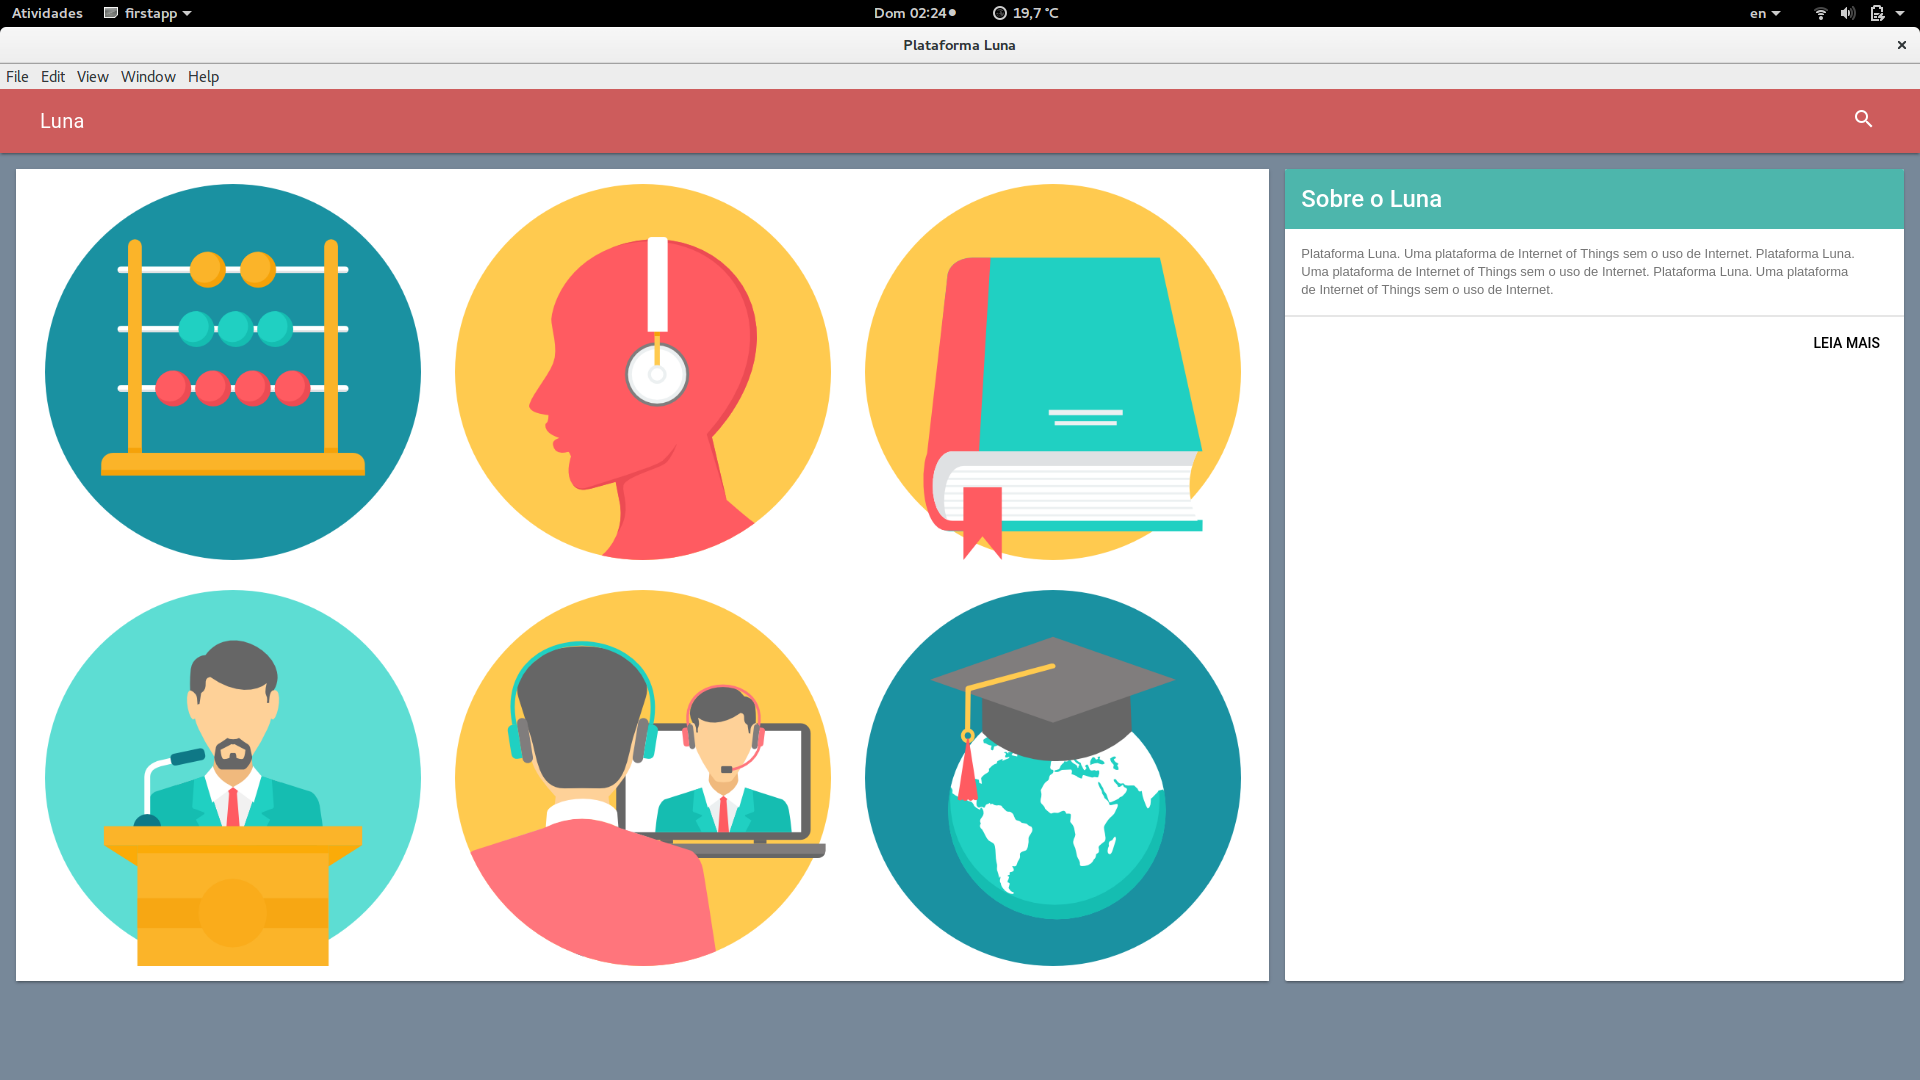 Atividades firstapp Dom 02:24 19,7 °C en
Plataforma Luna
File Edit View Window Help
Luna
Sobre o Luna
Plataforma Luna. Uma plataforma de Internet of Things sem o uso de Internet. Plataforma Luna.
Uma plataforma de Internet of Things sem o uso de Internet. Plataforma Luna. Uma plataforma
de Internet of Things sem o uso de Internet.
LEIA MAIS